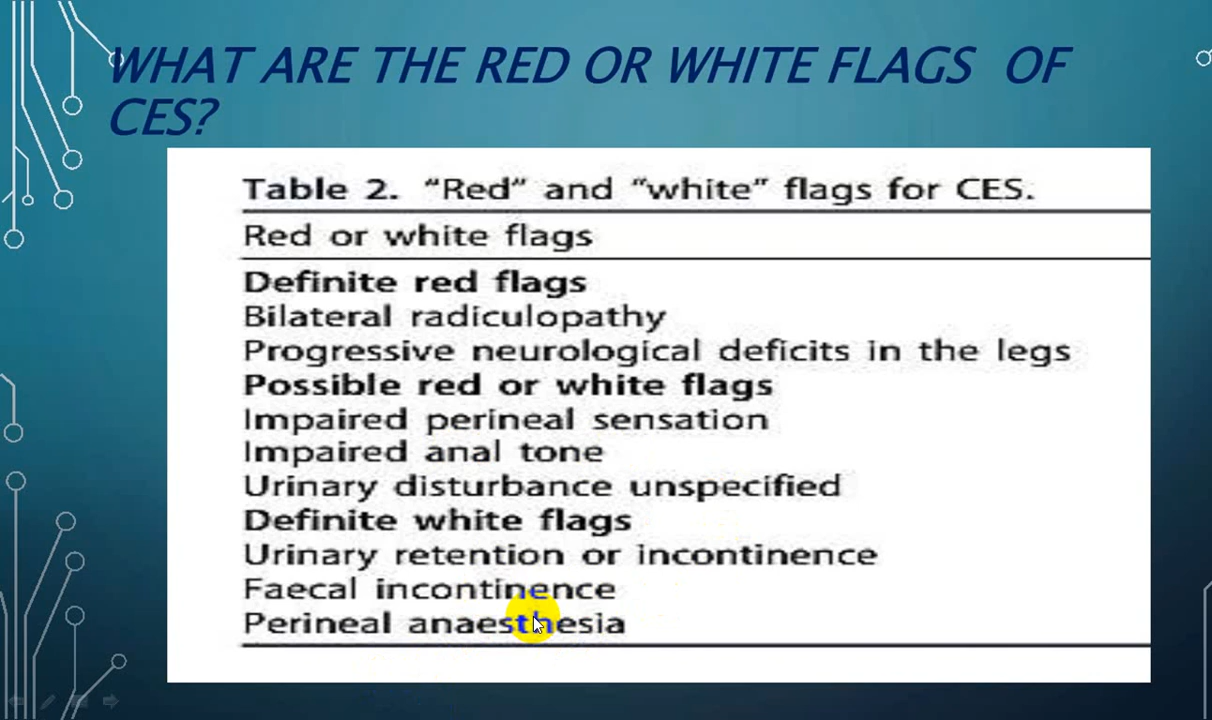 WHAT ARE THE RED OR WHITE FLAGS OF
CES?
Table 2. “Red” and “white” flags for CES.
Red or white flags
Definite red flags
Bilateral radiculopathy
Progressive neurological deficits in the legs
Possible red or white flags
Impaired perineal sensation
Impaired anal tone
Urinary disturbance unspecified
Definite white flags
Urinary retention or incontinence
Faecal incontinence
Perineal anaesthesia